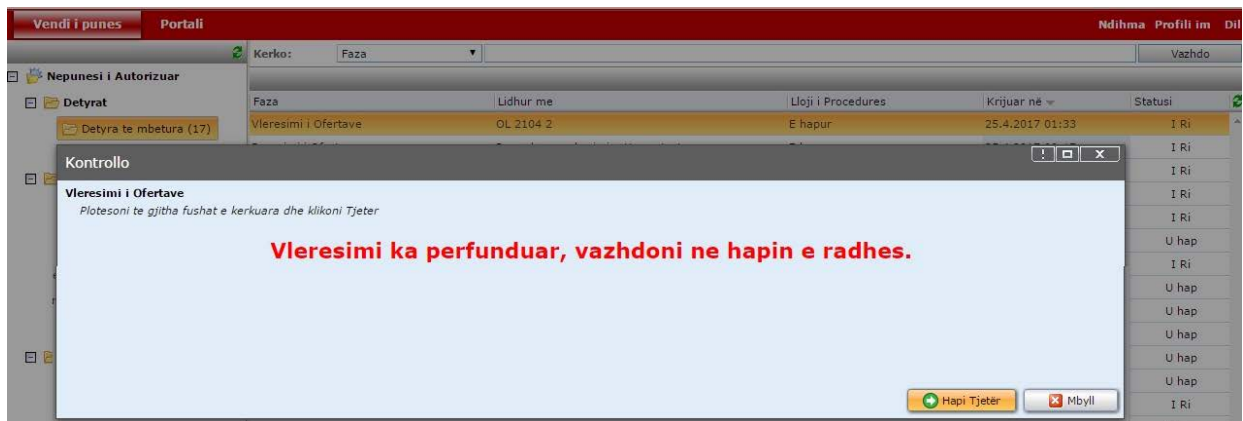 Vendi i punes Portali Ndihma Profili im Dil
Kerko: Faza Vazhdo
Nepunesi i Autorizuar
Detyrat
Faza Lidhur me Lloji i Procedures Krijuar në Statusi
Detyra te mbetura (17)
Vleresimi i Ofertave OL 2104 2 E hapur 25.4.2017 01:33 I Ri
I Ri
Kontrollo
I Ri
Vleresimi i Ofertave
I Ri
Plotesoni te gjitha fushat e kerkuara dhe klikoni Tjeter
I Ri
Vleresimi ka perfunduar, vazhdoni ne hapin e radhes.
U hap
I Ri
U hap
U hap
U hap
U hap
U hap
Hapi Tjetër Mbyll
I Ri